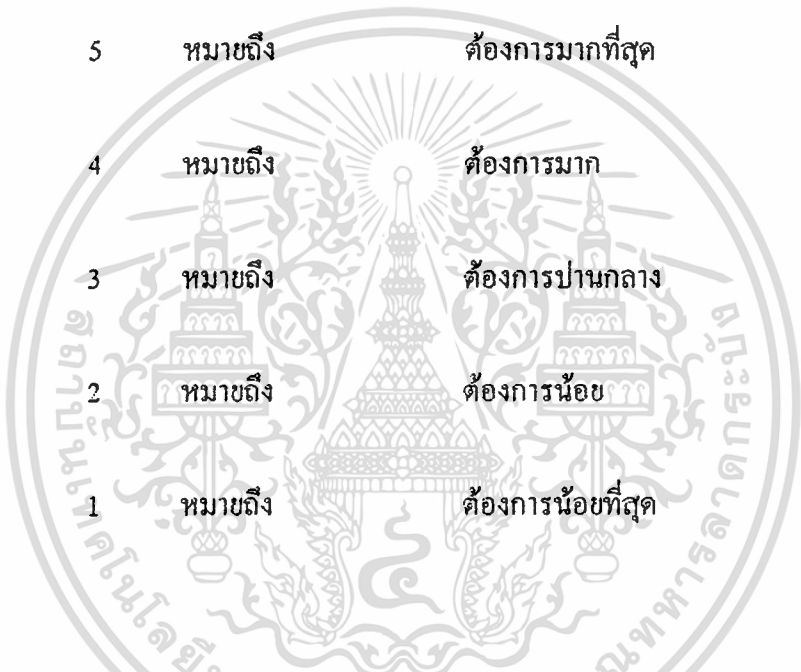 5 หมายถึง ต้องการมากที่สุด
4 หมายถึง ต้องการมาก
3 หมายถึง ต้องการปานกลาง
2 หมายถึง ต้องการน้อย
1 หมายถึง ต้องการน้อยที่สุด